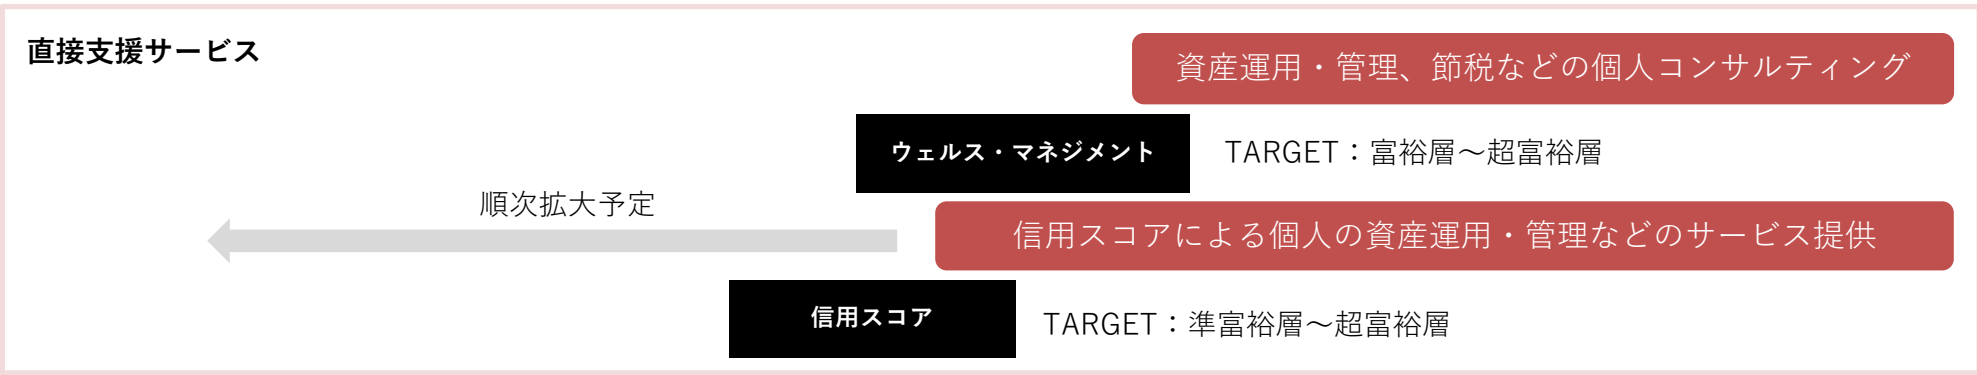 直接支援サービス
資産運用・管理、節税などの個人コンサルティング
ウェルス・マネジメント
TARGET：富裕層～超富裕層
順次拡大予定
信用スコアによる個人の資産運用・管理などのサービス提供
信用スコア
TARGET：準富裕層～超富裕層